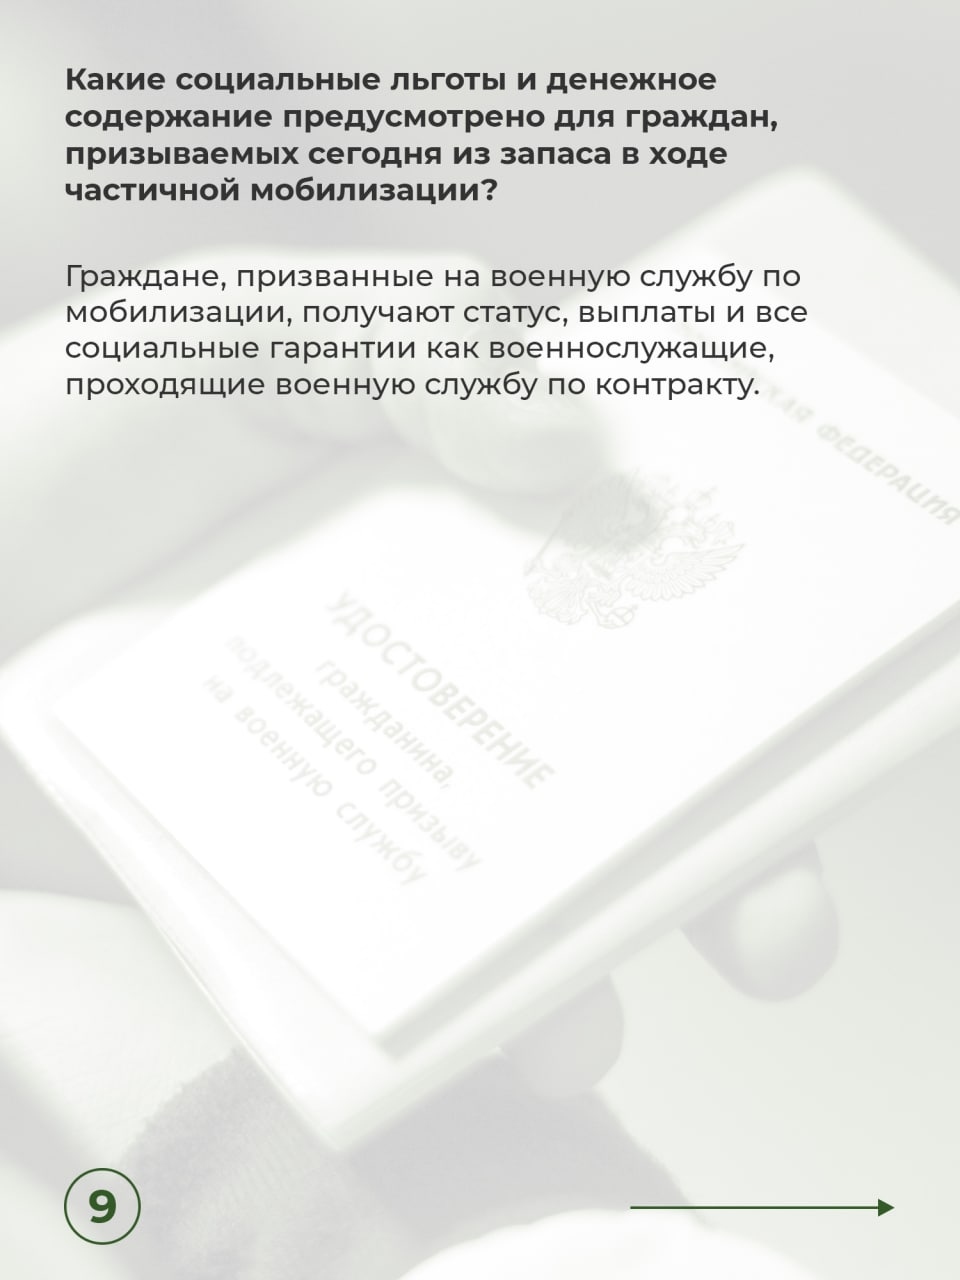 Какие социальные льготы и денежное
содержание предусмотрено для граждан,
призываемых сегодня из запаса в ходе
частичной мобилизации?
Граждане, призванные на военную службу по
мобилизации, получают статус, выплаты и все
социальные гарантии как военнослужащие,
проходящие военную службу по контракту.
ФЕДЕРАЦИЯ
УДОСТОВЕРЕНИЕ
гражданина,
подлежащего призыву
на военную службу
9